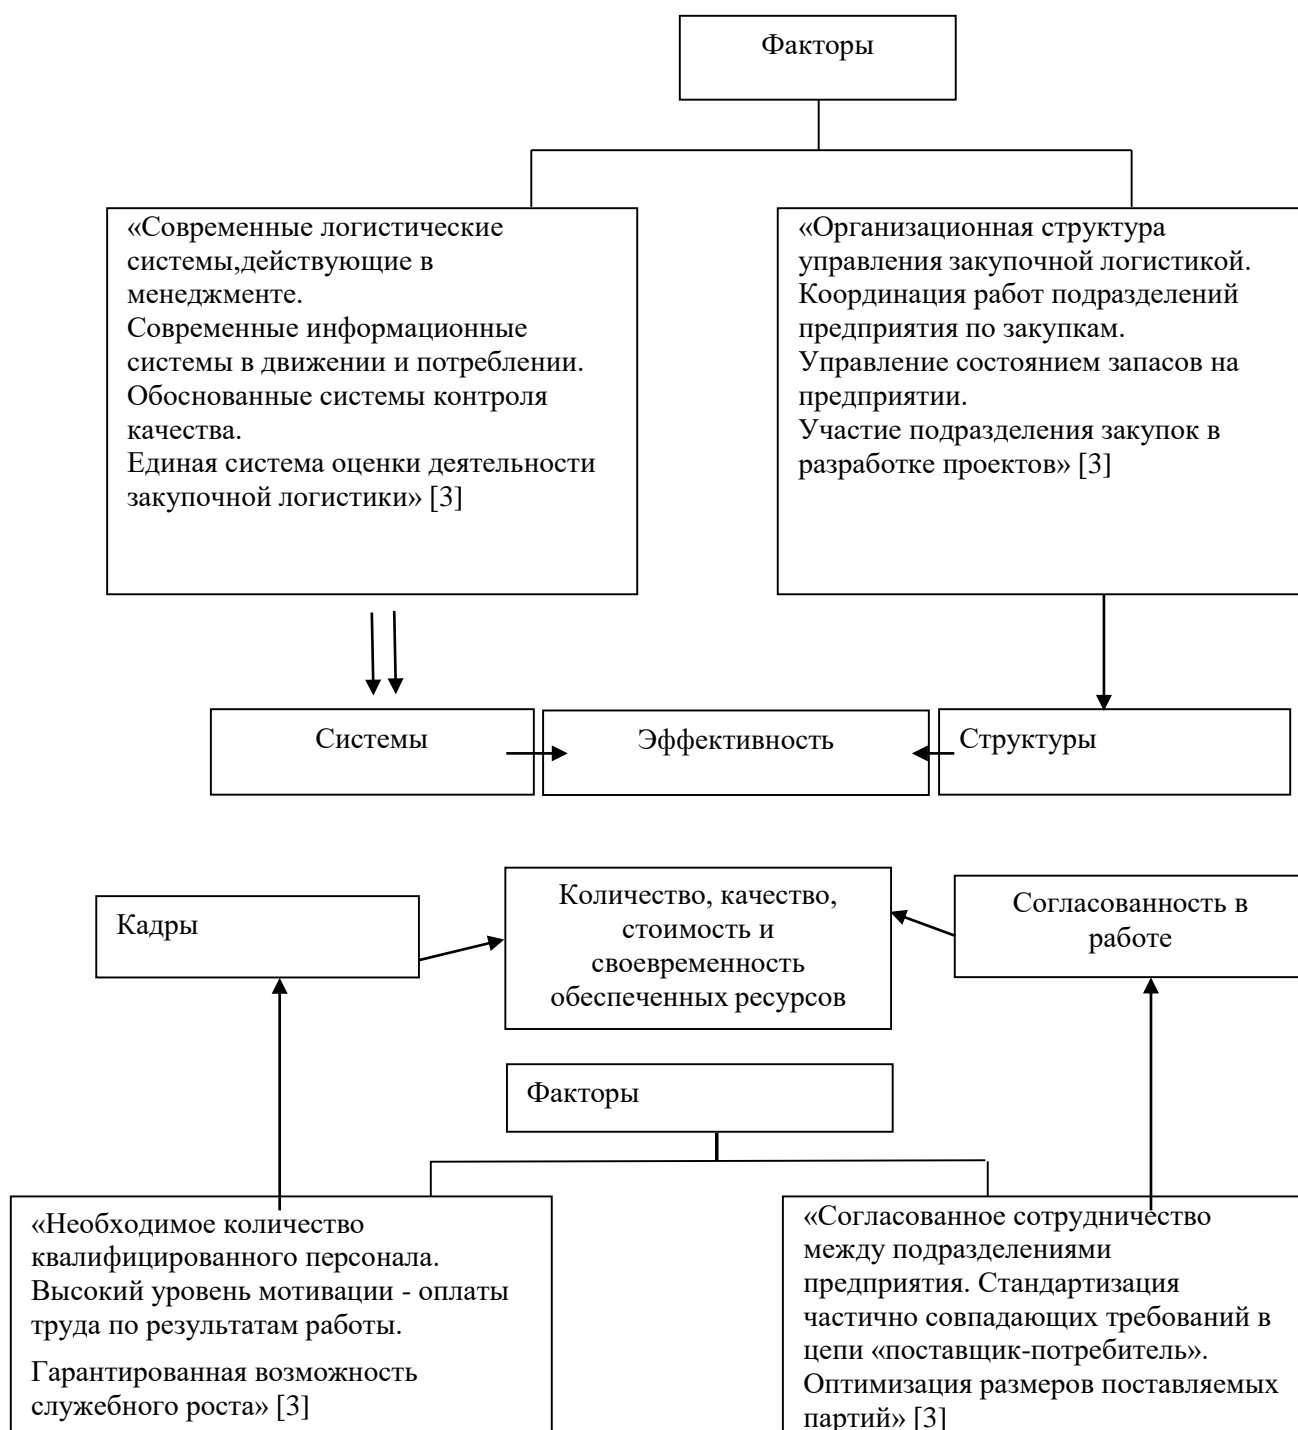 Факторы
«Современные логистические
системы,действующие в
менеджменте.
Современные информационные
системы в движении и потреблении.
Обоснованные системы контроля
качества.
Единая система оценки деятельности
закупочной логистики» [3]
«Организационная структура
управления закупочной логистикой.
Координация работ подразделений
предприятия по закупкам.
Управление состоянием запасов на
предприятии.
Участие подразделения закупок в
разработке проектов» [3]
Системы
Эффективность
Структуры
Кадры
Количество, качество,
стоимость и
своевременность
обеспеченных ресурсов
Согласованность в
работе
Факторы
«Необходимое количество
квалифицированного персонала.
Высокий уровень мотивации - оплаты
труда по результатам работы.
Гарантированная возможность
служебного роста» [3]
«Согласованное сотрудничество
между подразделениями
предприятия. Стандартизация
частично совпадающих требований в
цепи «поставщик-потребитель».
Оптимизация размеров поставляемых
партий» [3]